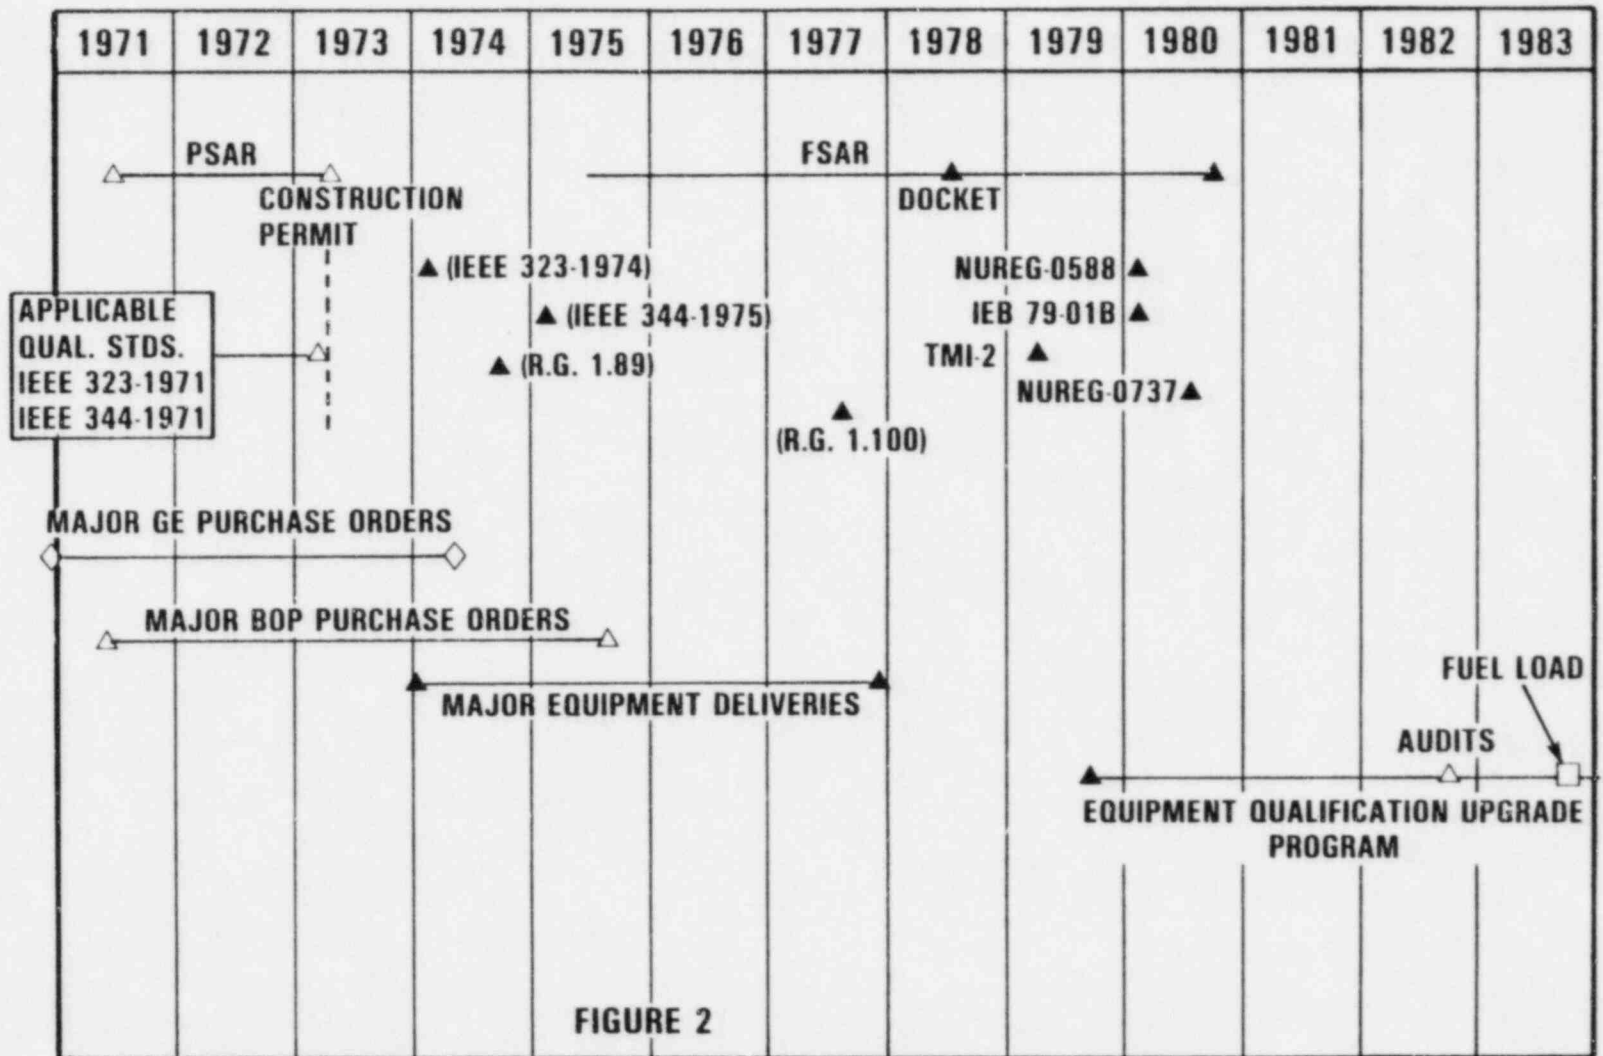 1971 1972 1973 1974 1975 1976 1977 1978 1979 1980 1981 1982 1983
PSAR
FSAR
CONSTRUCTION
PERMIT
DOCKET
(IEEE 323-1974)
NUREG-0588
APPLICABLE
QUAL. STDS.
IEEE 323-1971
IEEE 344-1971
(IEEE 344-1975)
IEB 79-01B
(R.G. 1.89)
TMI-2
NUREG-0737
(R.G. 1.100)
MAJOR GE PURCHASE ORDERS
MAJOR BOP PURCHASE ORDERS
MAJOR EQUIPMENT DELIVERIES
FUEL LOAD
AUDITS
EQUIPMENT QUALIFICATION UPGRADE
PROGRAM
FIGURE 2